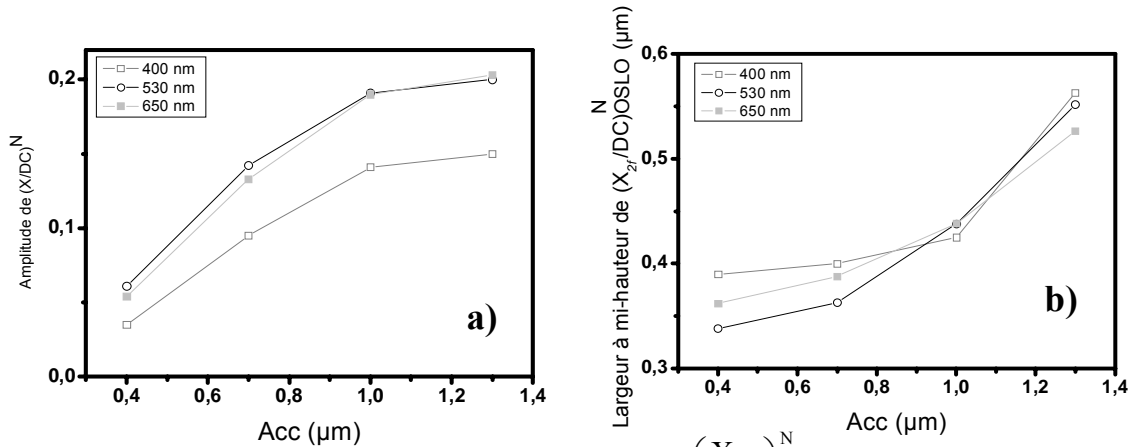 0,2
0,1
0,0
Amplitude de (X/DC)^N
400 nm
530 nm
650 nm
a)
0,4 0,6 0,8 1,0 1,2 1,4
Acc (µm)
0,6
0,5
0,4
0,3
Largeur à mi-hauteur de (X_{2f}/DC)^N OSLO (µm)
400 nm
530 nm
650 nm
b)
0,4 0,6 0,8 1,0 1,2 1,4
Acc (µm)